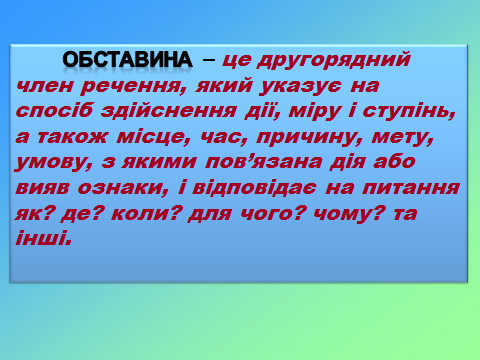 ОБСТАВИНА – це другорядний
член речення, який указує на
спосіб здійснення дії, міру і ступінь,
а також місце, час, причину, мету,
умову, з якими пов’язана дія або
вияв ознаки, і відповідає на питання
як? де? коли? для чого? чому? та
інші.